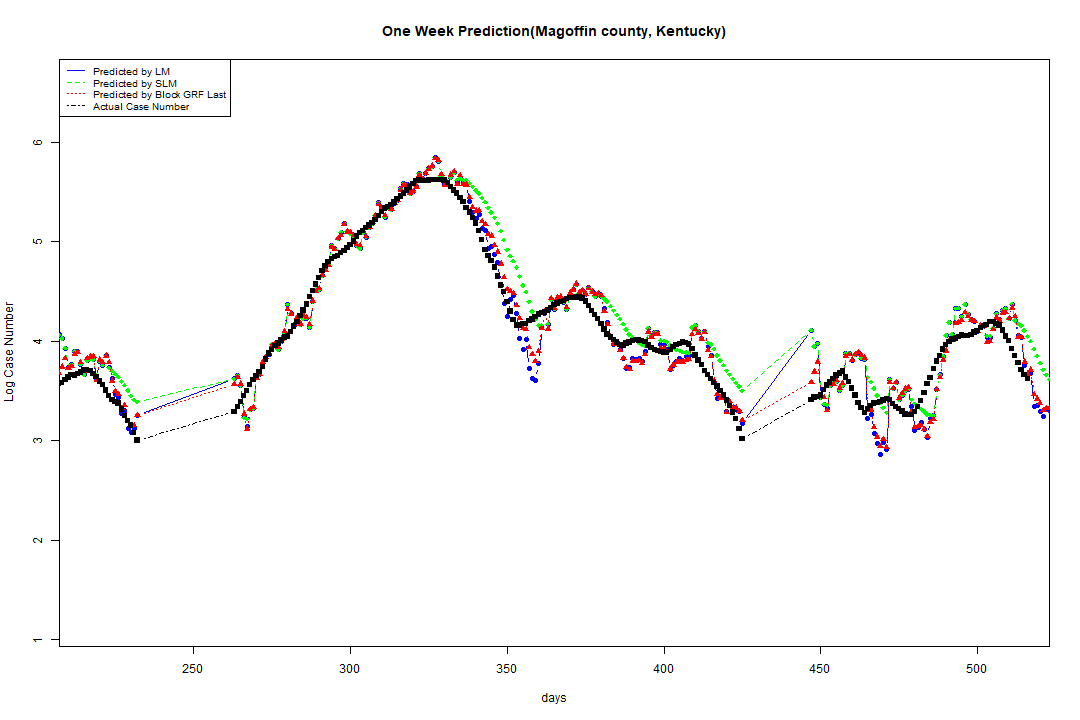 One Week Prediction(Magoffin county, Kentucky)
Predicted by LM
Predicted by SLM
Predicted by Block GRF Last
Actual Case Number
6
5
4
3
2
1
Log Case Number
250 300 350 400 450 500
days